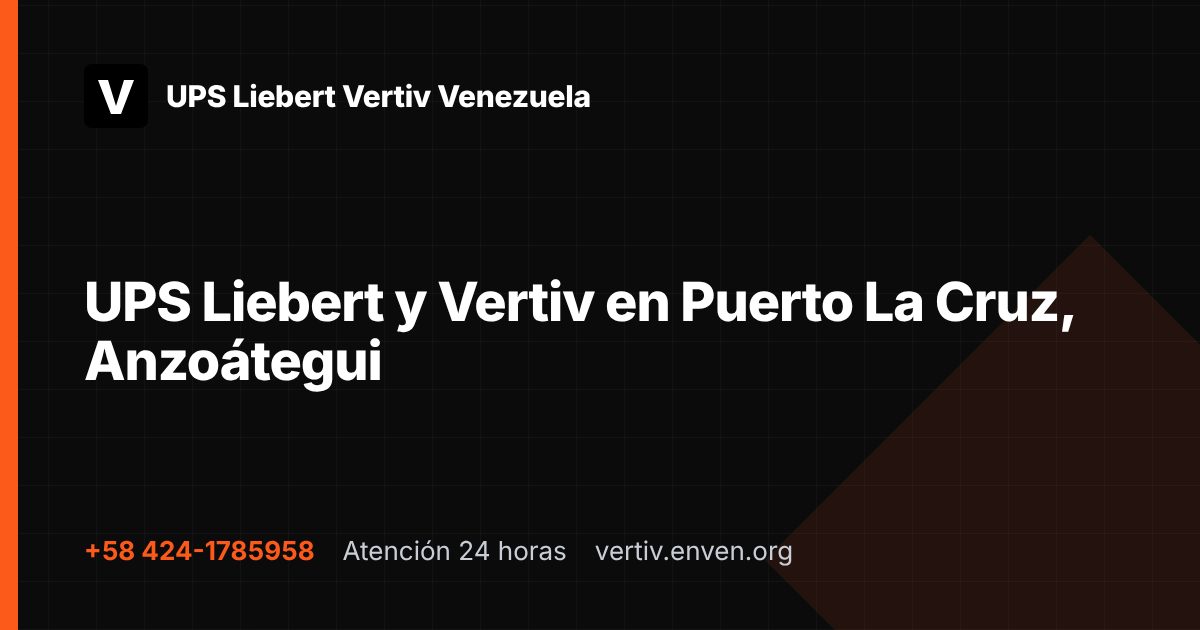 V UPS Liebert Vertiv Venezuela
UPS Liebert y Vertiv en Puerto La Cruz,
Anzoátegui
+58 424-1785958 Atención 24 horas vertiv.enven.org